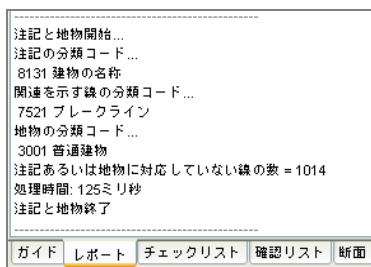 注記と地物開始...
注記の分類コード...
8131 建物の名称
関連を示す線の分類コード...
7521 ブレークライン
地物の分類コード...
3001 普通建物
注記あるいは地物に対応していない線の数 = 1014
処理時間: 125ミリ秒
注記と地物終了
ガイド レポート チェックリスト 確認リスト 断面